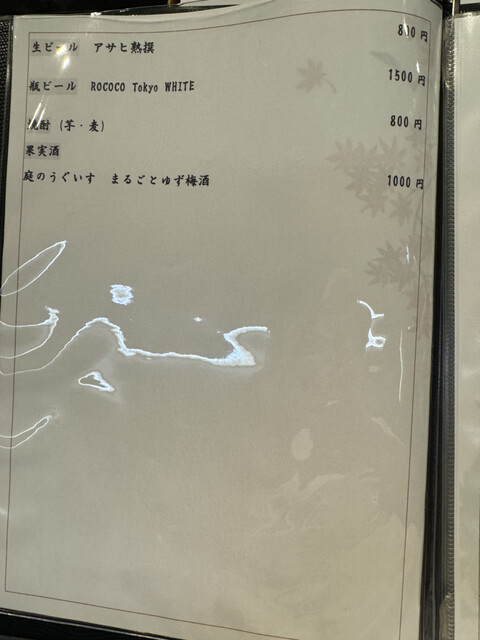 生ビール アサヒ熟撰 800円
瓶ビール ROCOCO Tokyo WHITE 1500円
焼酎（芋・麦） 800円
果実酒
庭のうぐいす まるごとゆず梅酒 1000円